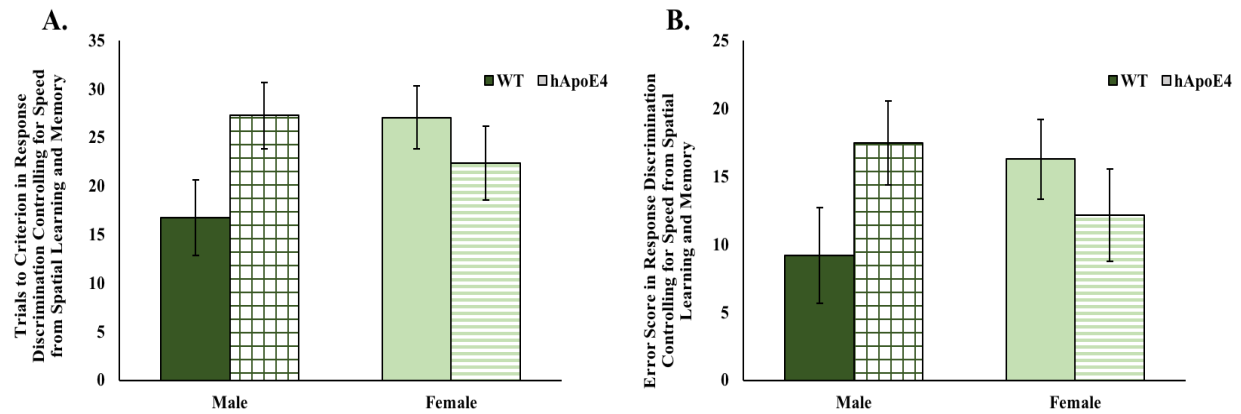 A.
Trials to Criterion in Response
Discrimination Controlling for Speed
from Spatial Learning and Memory
35
30
25
20
15
10
5
0
WT hApoE4
Male Female
B.
Error Score in Response Discrimination
Controlling for Speed from Spatial
Learning and Memory
25
20
15
10
5
0
WT hApoE4
Male Female